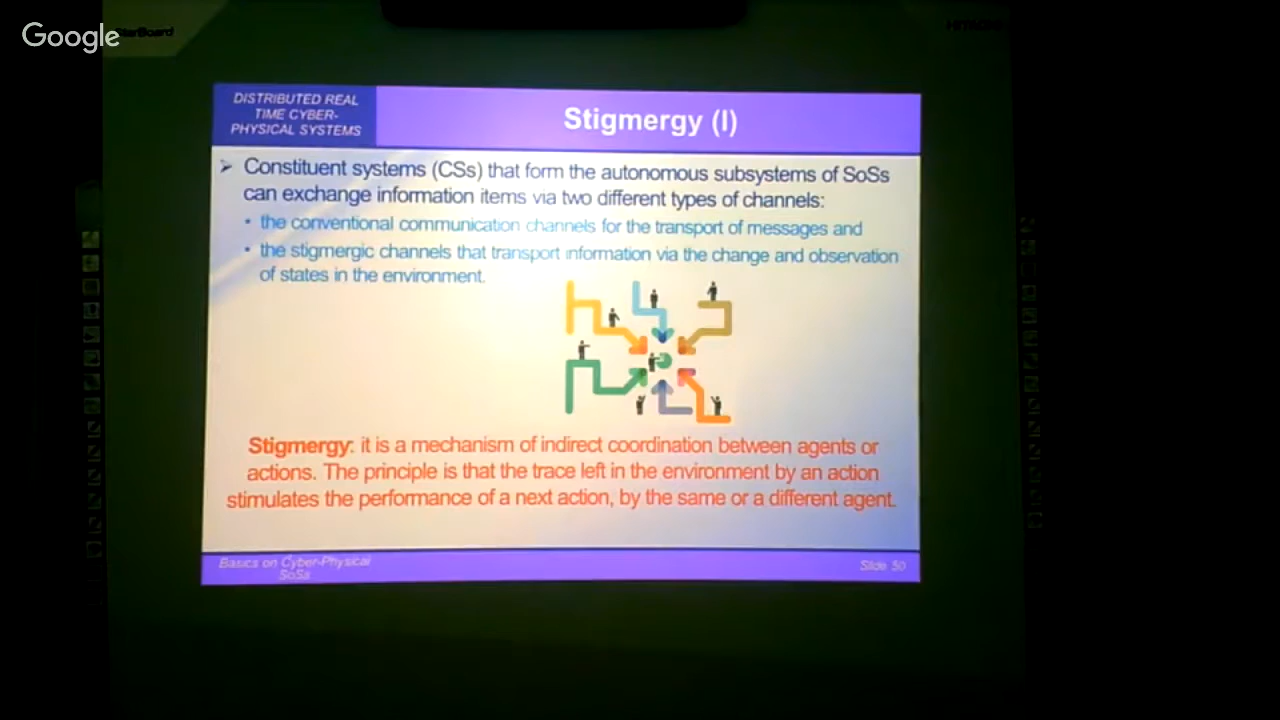 Google
StarBoard
HITACHI
DISTRIBUTED REAL
TIME CYBER-
PHYSICAL SYSTEMS
Stigmergy (I)
➢ Constituent systems (CSs) that form the autonomous subsystems of SoSs
can exchange information items via two different types of channels:
• the conventional communication channels for the transport of messages and
• the stigmergic channels that transport information via the change and observation
of states in the environment.
Stigmergy: it is a mechanism of indirect coordination between agents or
actions. The principle is that the trace left in the environment by an action
stimulates the performance of a next action, by the same or a different agent.
Basics on Cyber-Physical
SoSs
Slide 50